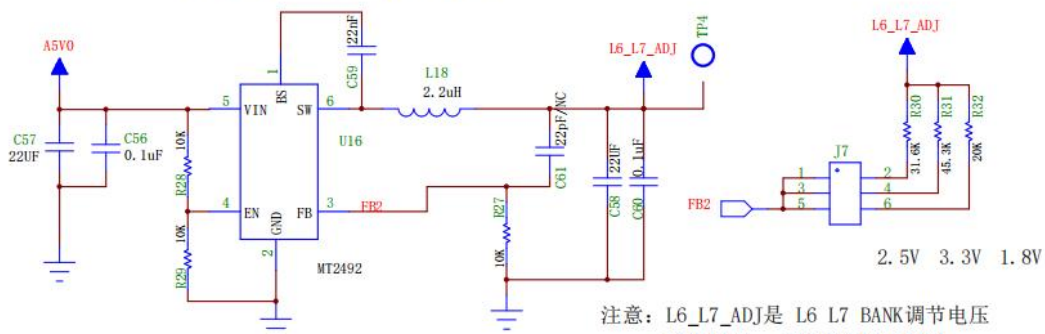 A5V0
C57
22UF
C56
0.1uF
10K
R28
10K
R29
22nF
C59
1
BS
5
VIN
SW
6
U16
4
EN
FB
3
GND
2
MT2492
L18
2.2uH
FB2
22pF/NC
C61
R27
10K
22UF
C58
0.1uF
C60
L6_L7_ADJ
TP4
L6_L7_ADJ
R30
31.6K
R31
45.3K
R32
20K
J7
1
2
3
4
5
6
FB2
2.5V 3.3V 1.8V
注意：L6_L7_ADJ是 L6 L7 BANK调节电压